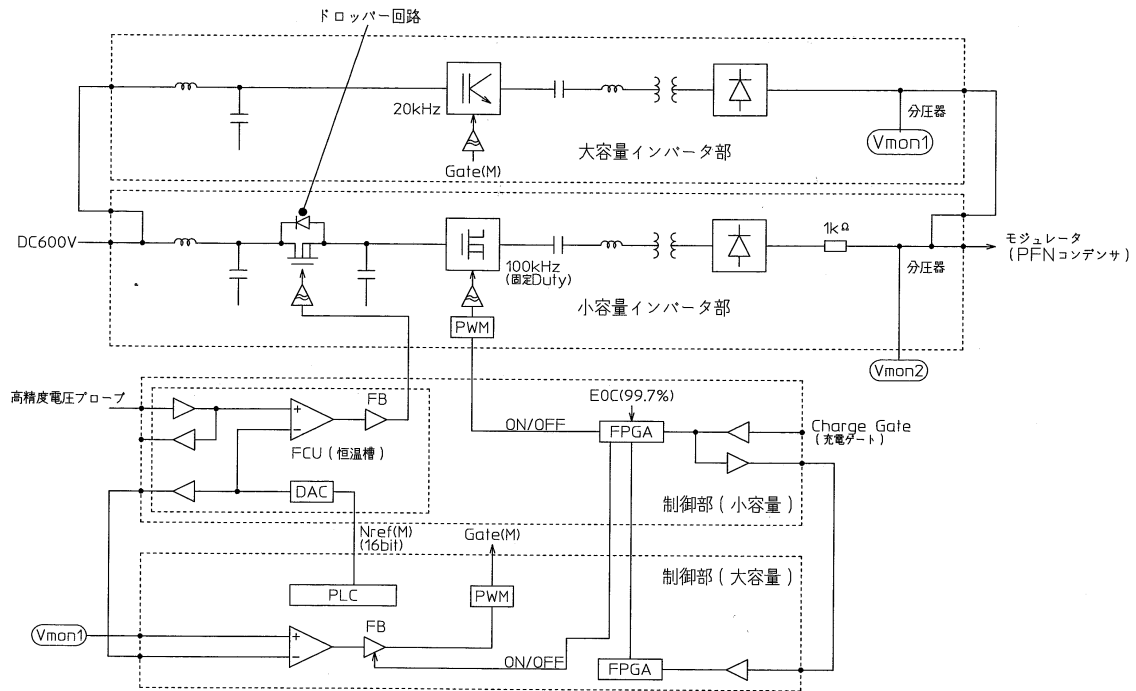 ドロッパー回路
20kHz
Gate(M)
大容量インバータ部
分圧器
Vmon1
DC600V
100kHz
(固定Duty)
PWM
小容量インバータ部
1kΩ
分圧器
Vmon2
モジュレータ
(PFNコンデンサ)
高精度電圧プローブ
+
−
FB
FCU(恒温槽)
DAC
ON/OFF
EOC(99.7%)
FPGA
Charge Gate
(充電ゲート)
制御部(小容量)
Nref(M)
(16bit)
Gate(M)
制御部(大容量)
PLC
PWM
Vmon1
+
−
FB
ON/OFF
FPGA